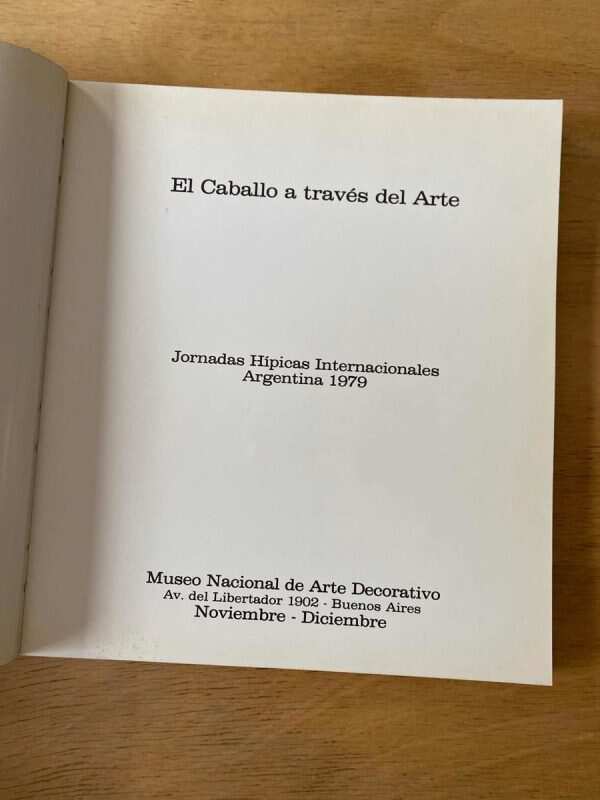 El Caballo a través del Arte
Jornadas Hípicas Internacionales
Argentina 1979
Museo Nacional de Arte Decorativo
Av. del Libertador 1902 - Buenos Aires
Noviembre - Diciembre